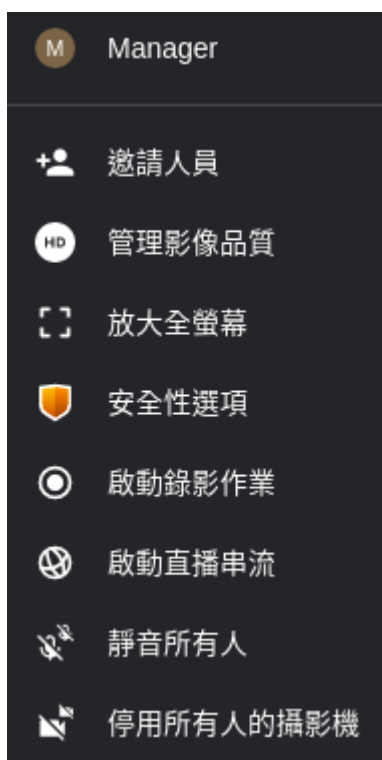 M Manager
邀請人員
HD 管理影像品質
放大全螢幕
安全性選項
啟動錄影作業
啟動直播串流
靜音所有人
停用所有人的攝影機